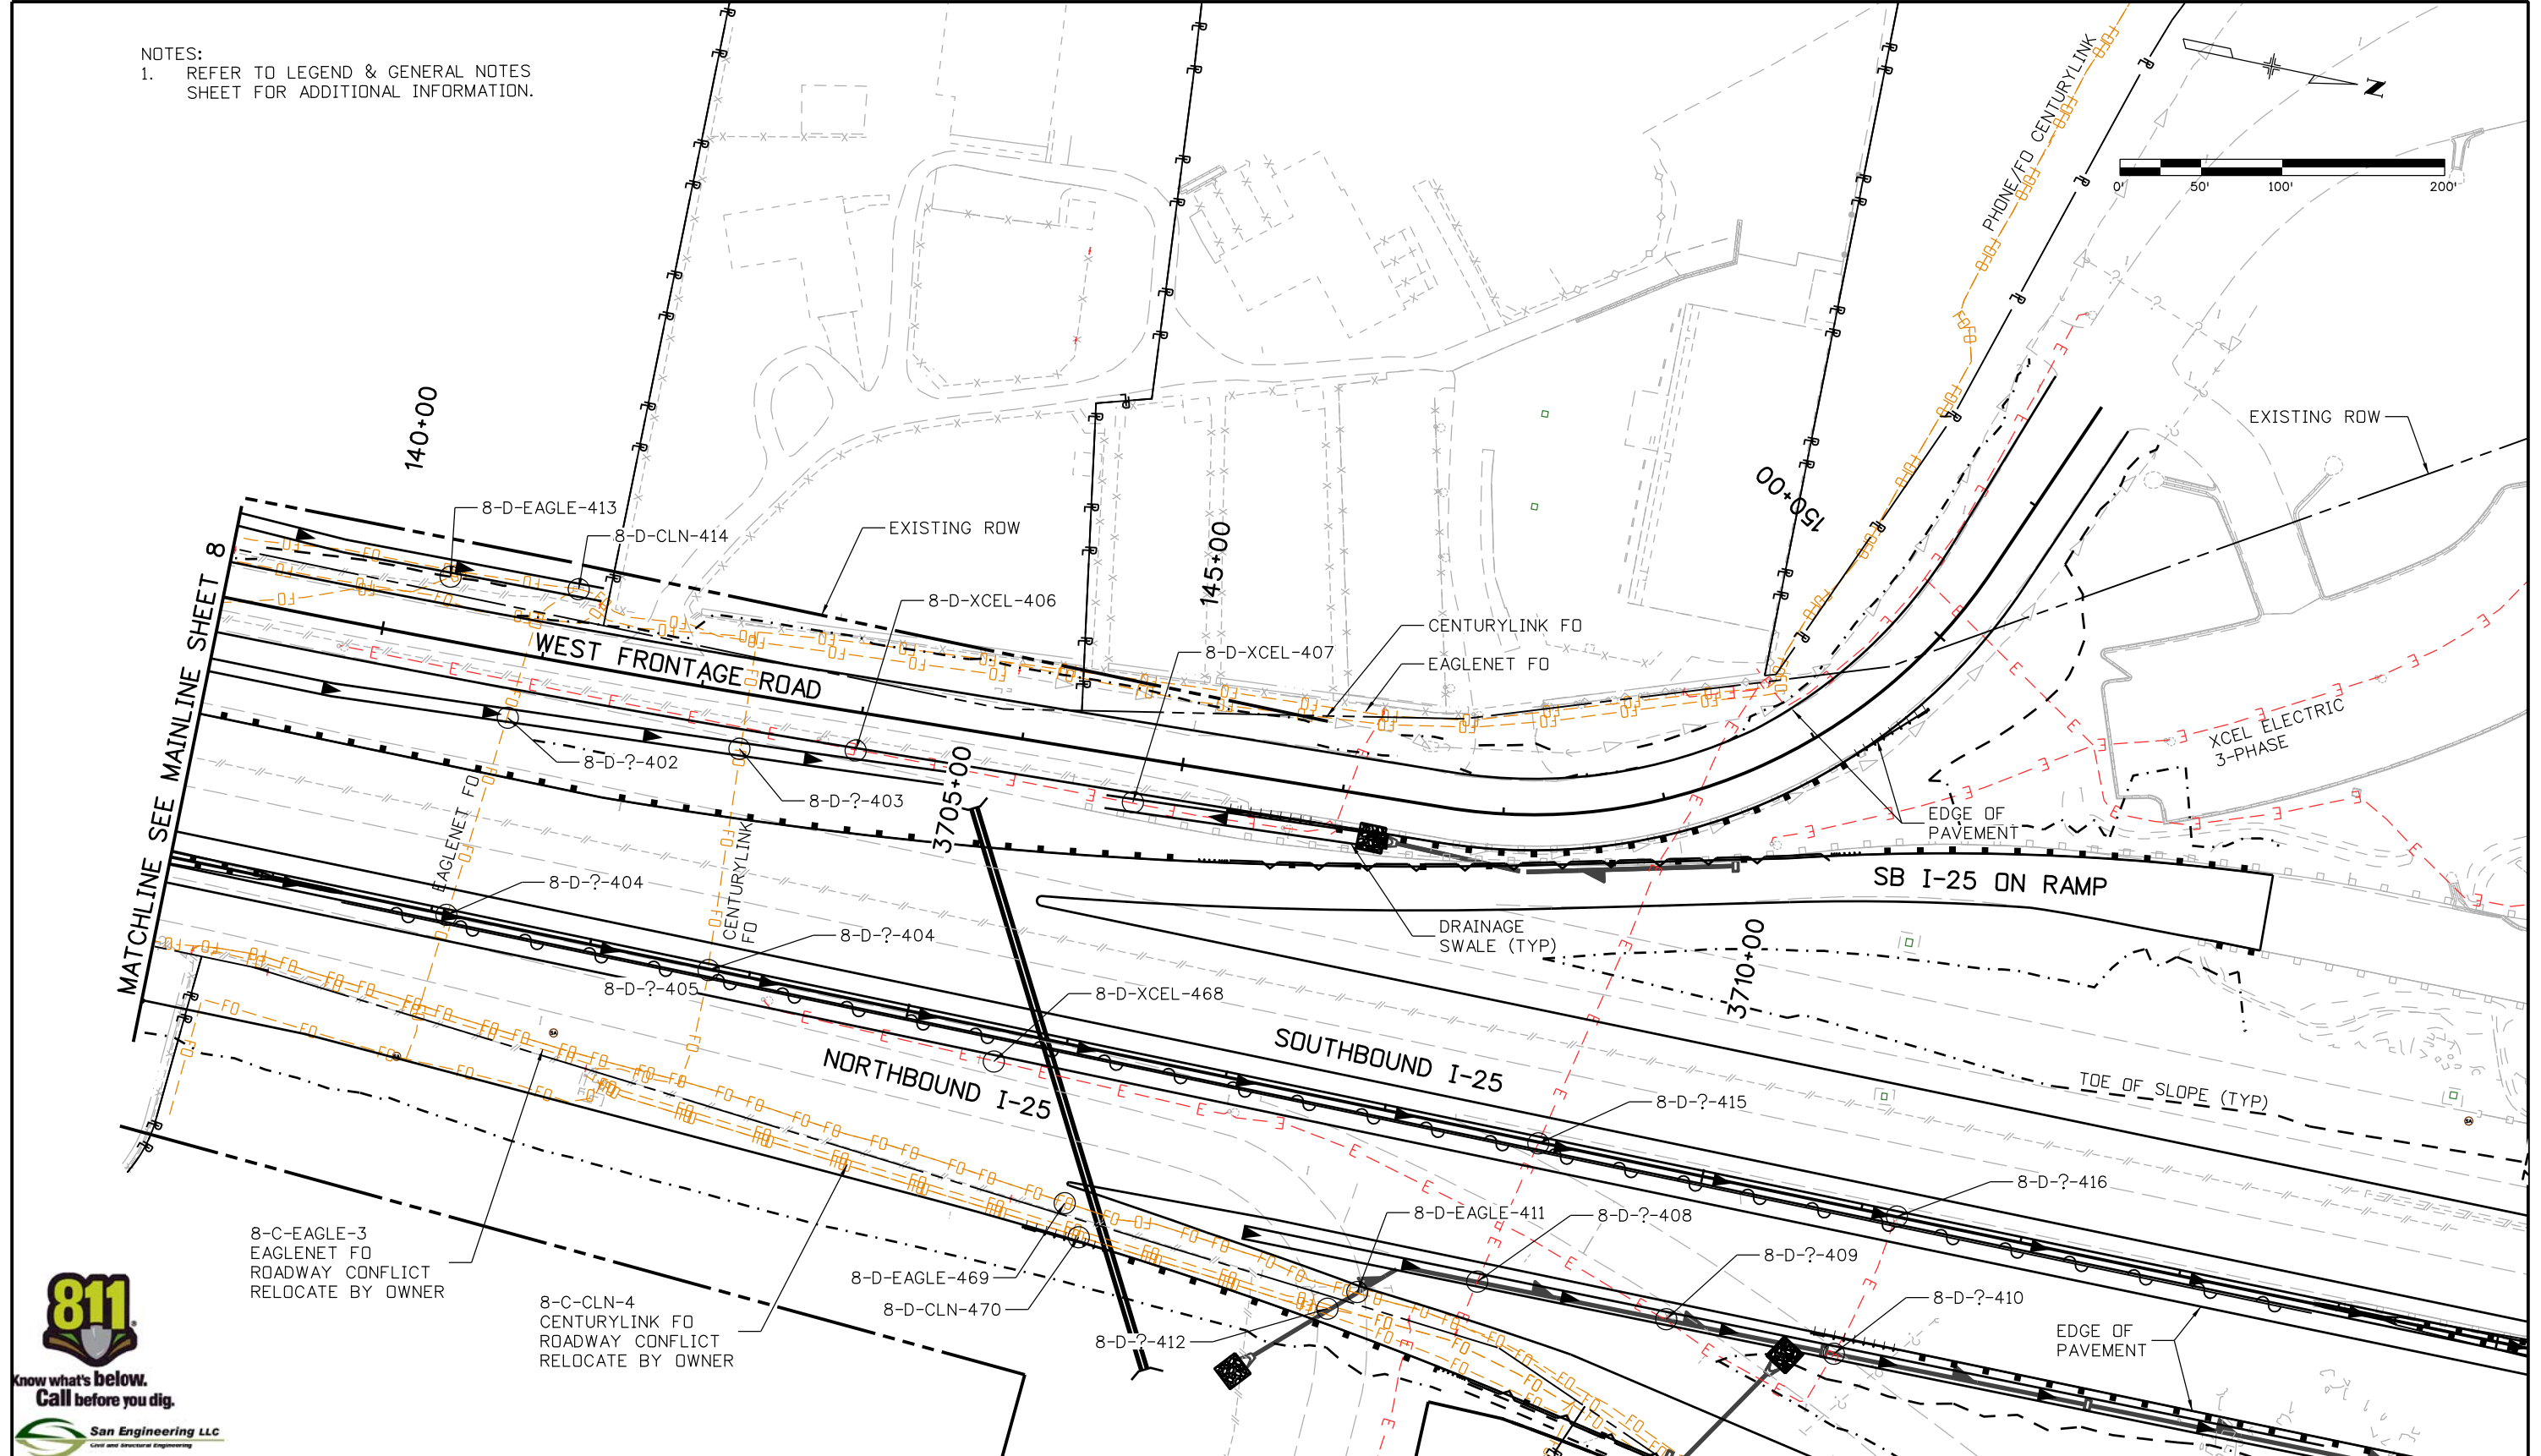 NOTES:
1. REFER TO LEGEND & GENERAL NOTES
SHEET FOR ADDITIONAL INFORMATION.
PHONE/FO CENTURYLINK
N
0' 50' 100' 200'
EXISTING ROW
140+00
145+00
150+00
8-D-EAGLE-413
8-D-CLN-414
EXISTING ROW
8-D-XCEL-406
CENTURYLINK FO
8-D-XCEL-407
EAGLENET FO
WEST FRONTAGE ROAD
MATCHLINE SEE MAINLINE SHEET 8
8-D-?-402
8-D-?-403
3705+00
XCEL ELECTRIC
3-PHASE
EDGE OF
PAVEMENT
EAGLENET FO
CENTURYLINK
FO
8-D-?-404
8-D-?-404
8-D-?-405
SB I-25 ON RAMP
DRAINAGE
SWALE (TYP)
3710+00
8-D-XCEL-468
NORTHBOUND I-25
SOUTHBOUND I-25
TOE OF SLOPE (TYP)
8-D-?-415
8-D-?-416
8-D-EAGLE-411
8-D-?-408
8-D-?-409
8-D-?-410
8-C-EAGLE-3
EAGLENET FO
ROADWAY CONFLICT
RELOCATE BY OWNER
8-D-EAGLE-469
8-D-CLN-470
8-D-?-412
8-C-CLN-4
CENTURYLINK FO
ROADWAY CONFLICT
RELOCATE BY OWNER
EDGE OF
PAVEMENT
811
Know what's below.
Call before you dig.
San Engineering LLC
Civil and Structural Engineering